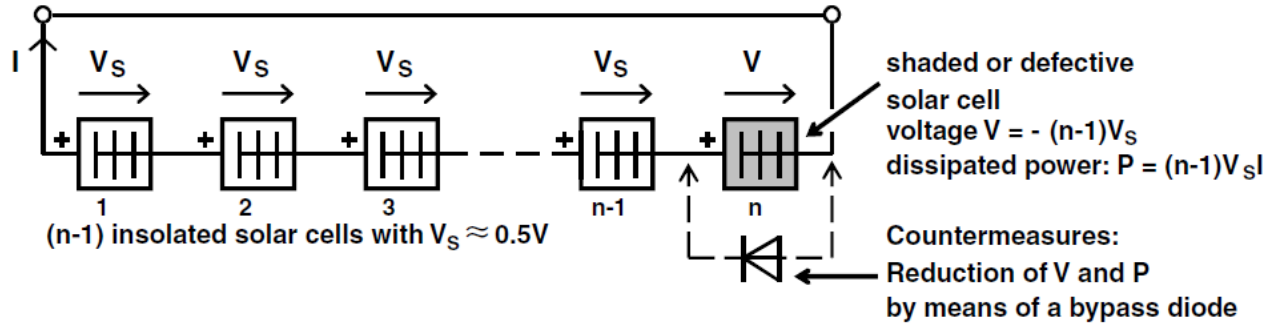 I
V_S V_S V_S V_S V
+ + + + +
1 2 3 n-1 n
(n-1) insolated solar cells with V_S ≈ 0.5V
shaded or defective
solar cell
voltage V = - (n-1)V_S
dissipated power: P = (n-1)V_SI
Countermeasures:
Reduction of V and P
by means of a bypass diode